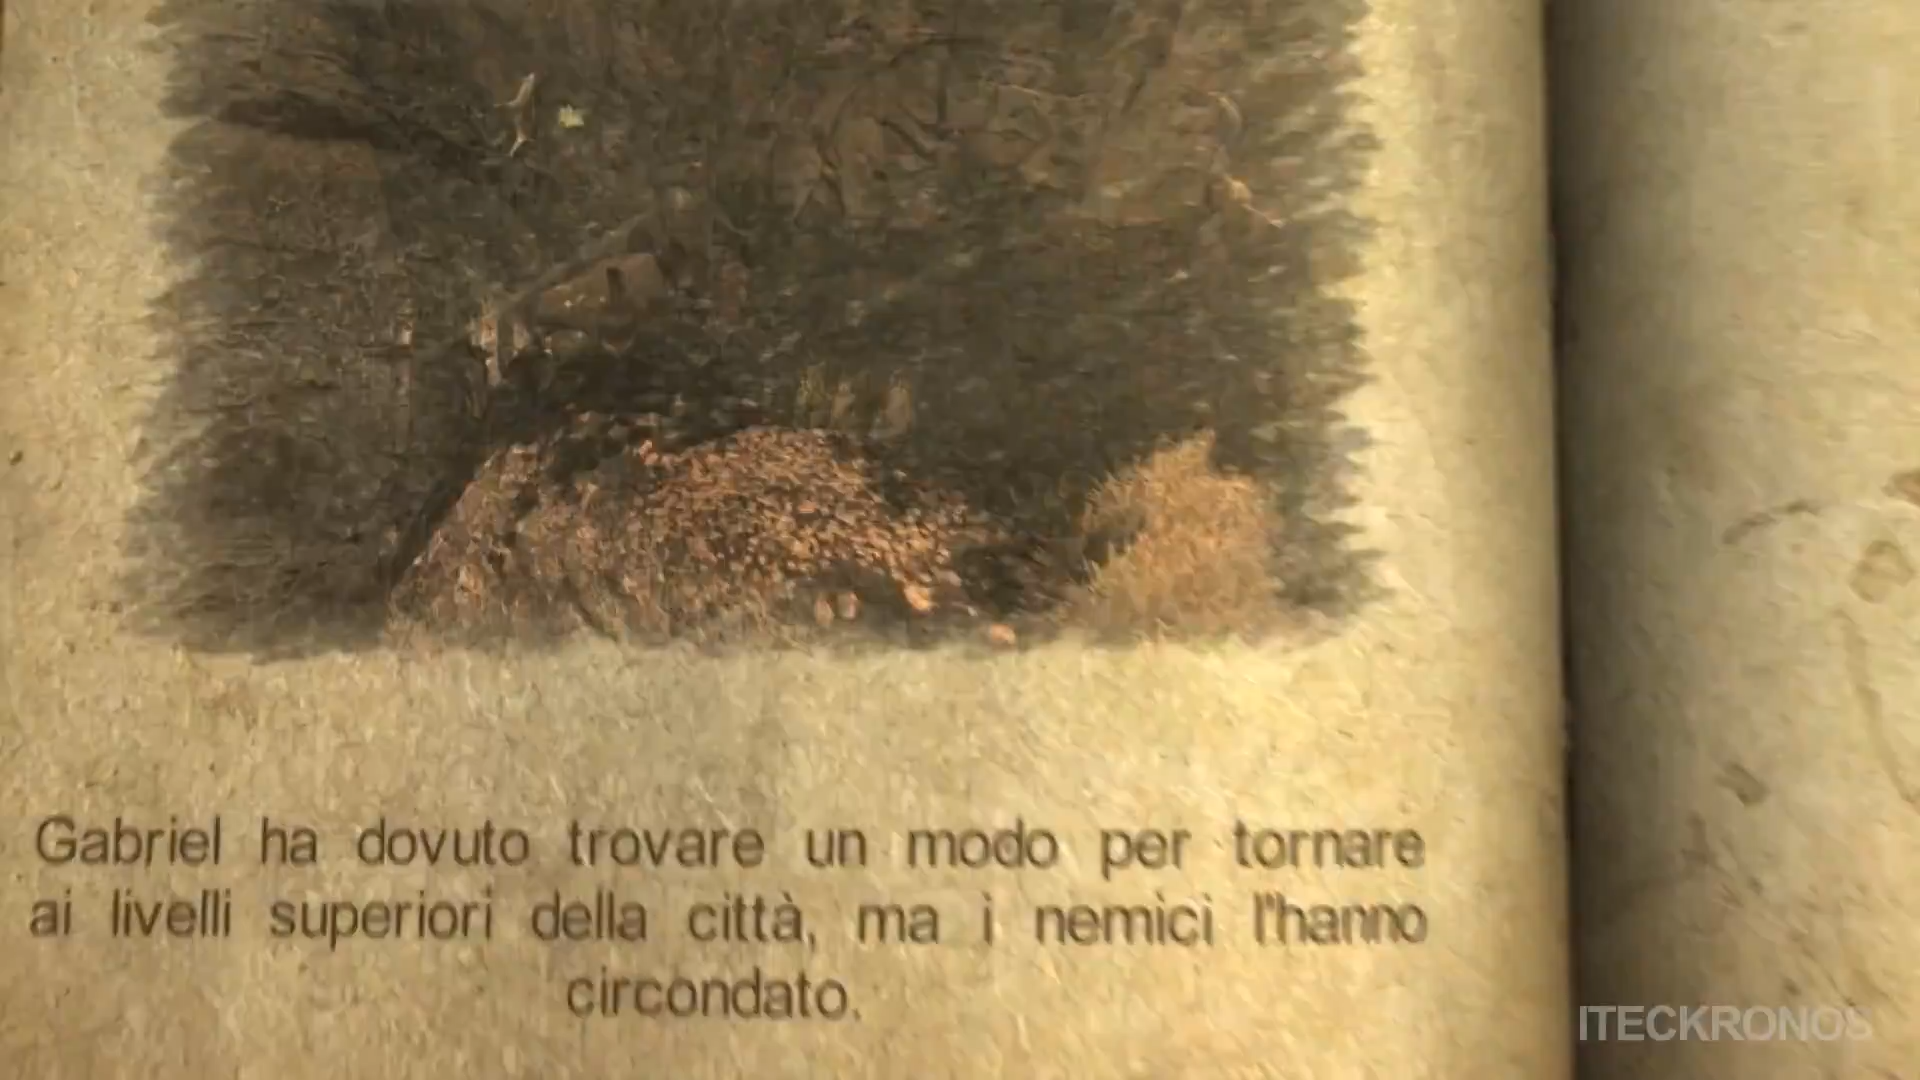 Gabriel ha dovuto trovare un modo per tornare
ai livelli superiori della città, ma i nemici l'hanno
circondato.
ITECKRONOS